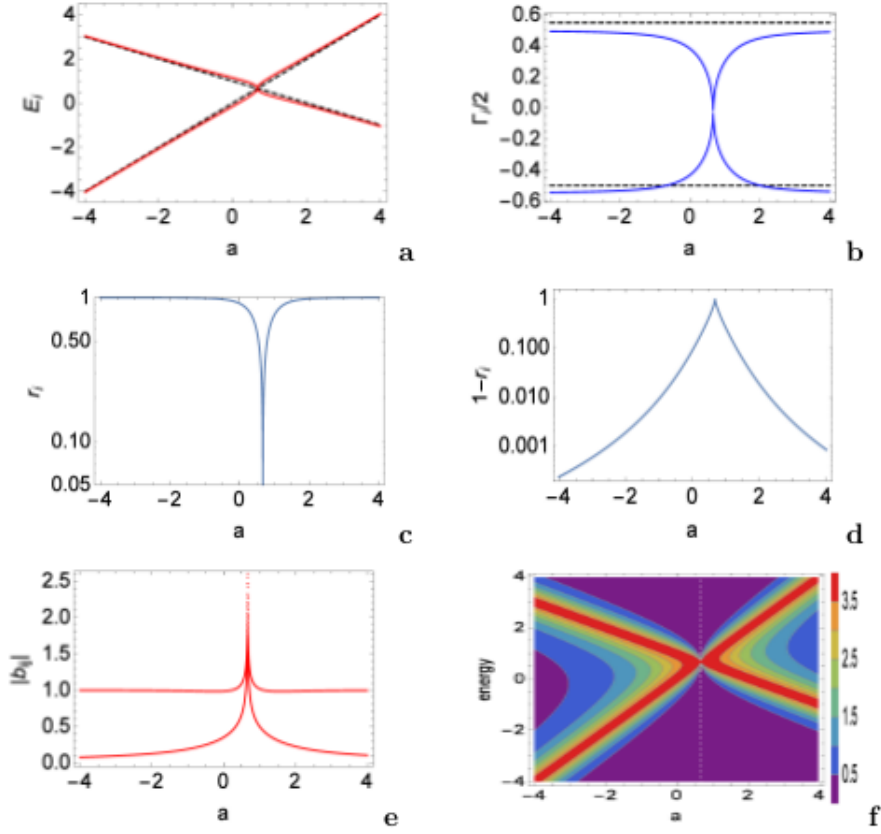 4
2
0
−2
−4
E_i
−4 −2 0 2 4
a
a
0.6
0.4
0.2
0.0
−0.2
−0.4
−0.6
Γ_i/2
−4 −2 0 2 4
a
b
1
0.50
0.10
0.05
r_i
−4 −2 0 2 4
a
c
1
0.100
0.010
0.001
1−r_i
−4 −2 0 2 4
a
d
2.5
2.0
1.5
1.0
0.5
0.0
|b_ij|
−4 −2 0 2 4
a
e
4
2
0
−2
−4
energy
−4 −2 0 2 4
a
3.5
2.5
1.5
0.5
f